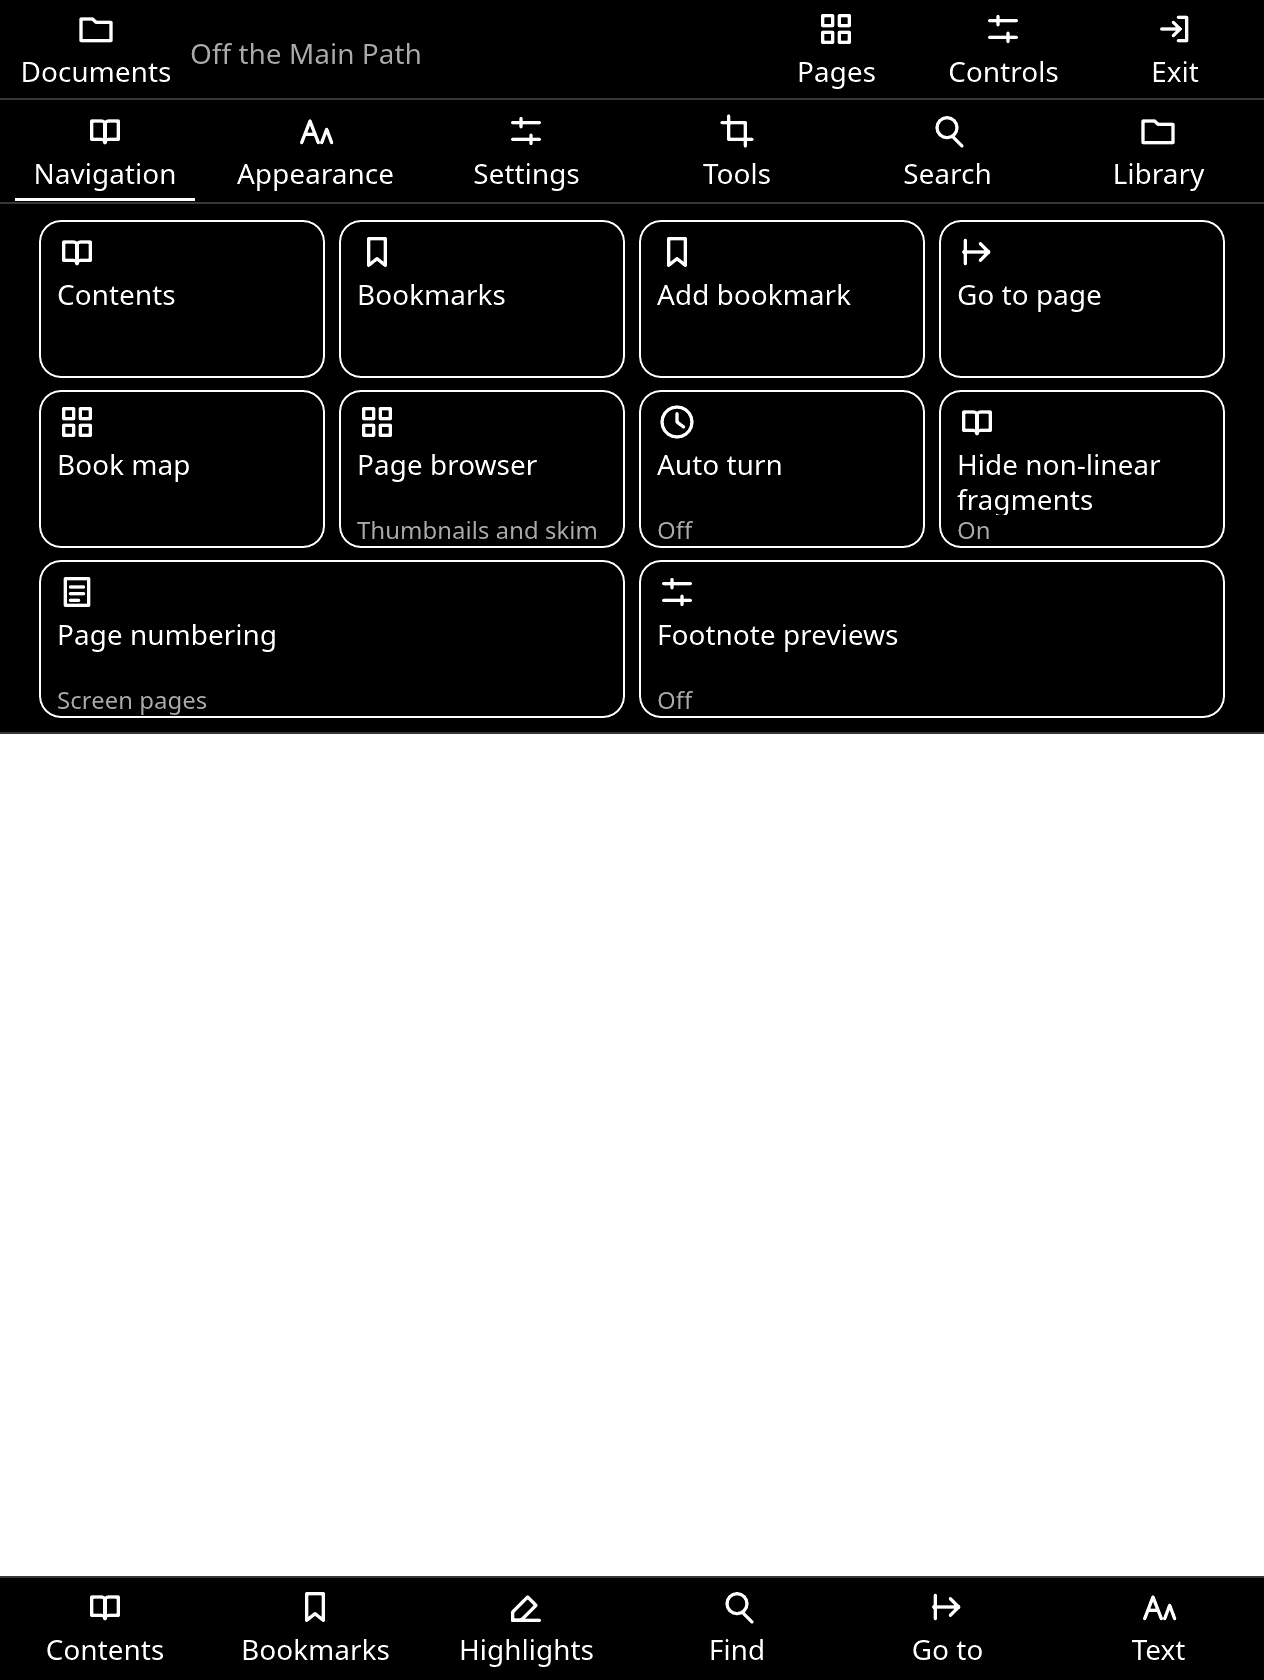 Documents
Off the Main Path
Pages
Controls
Exit
Navigation
Appearance
Settings
Tools
Search
Library
Contents
Bookmarks
Add bookmark
Go to page
Book map
Page browser
Thumbnails and skim
Auto turn
Off
Hide non-linear
fragments
On
Page numbering
Screen pages
Footnote previews
Off
Contents
Bookmarks
Highlights
Find
Go to
Text